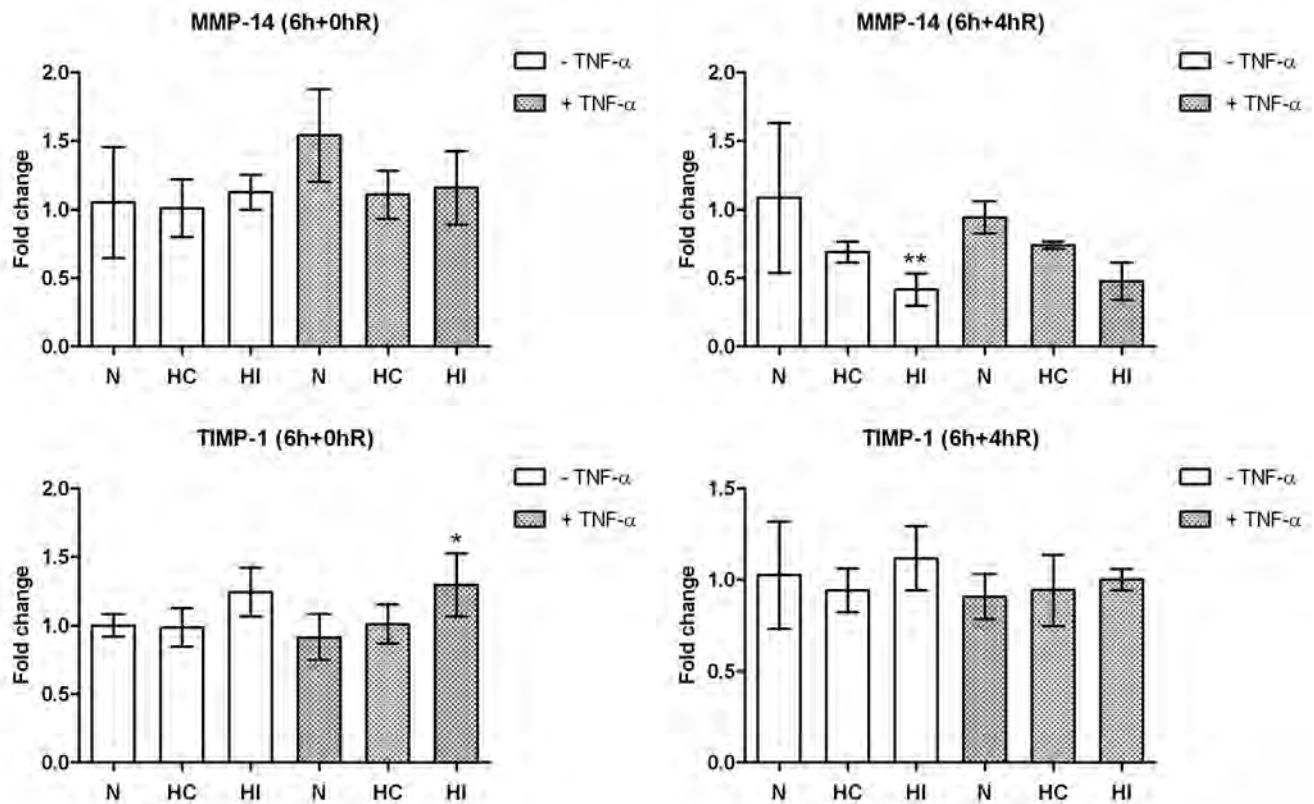 MMP-14 (6h+0hR)
- TNF-α
+ TNF-α
Fold change
2.0
1.5
1.0
0.5
0.0
N HC HI N HC HI
MMP-14 (6h+4hR)
- TNF-α
+ TNF-α
Fold change
2.0
1.5
1.0
0.5
0.0
**
N HC HI N HC HI
TIMP-1 (6h+0hR)
- TNF-α
+ TNF-α
Fold change
2.0
1.5
1.0
0.5
0.0
*
N HC HI N HC HI
TIMP-1 (6h+4hR)
- TNF-α
+ TNF-α
Fold change
1.5
1.0
0.5
0.0
N HC HI N HC HI